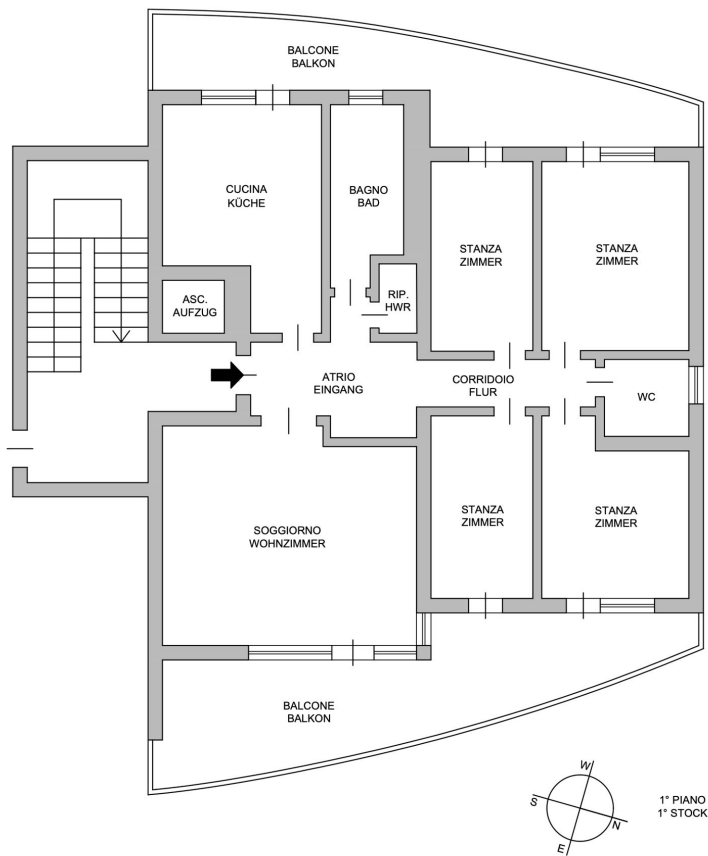 BALCONE
BALKON
CUCINA
KÜCHE
BAGNO
BAD
STANZA
ZIMMER
STANZA
ZIMMER
ASC.
AUFZUG
RIP.
HWR
ATRIO
EINGANG
CORRIDOIO
FLUR
WC
SOGGIORNO
WOHNZIMMER
STANZA
ZIMMER
STANZA
ZIMMER
BALCONE
BALKON
W
S
N
E
1° PIANO
1° STOCK